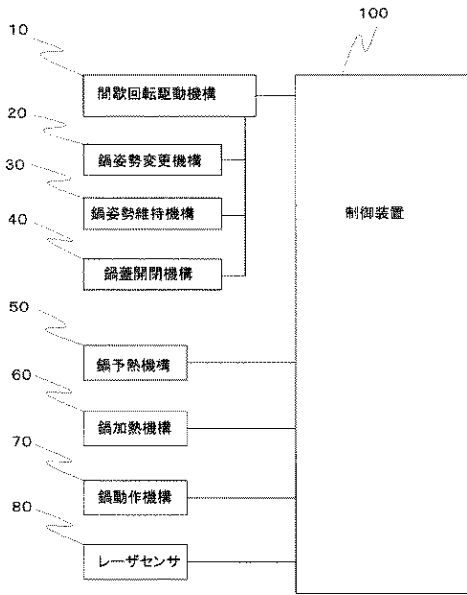 100
10
間歇回転駆動機構
20
鍋姿勢変更機構
30
鍋姿勢維持機構
制御装置
40
鍋蓋開閉機構
50
鍋予熱機構
60
鍋加熱機構
70
鍋動作機構
80
レーザセンサ